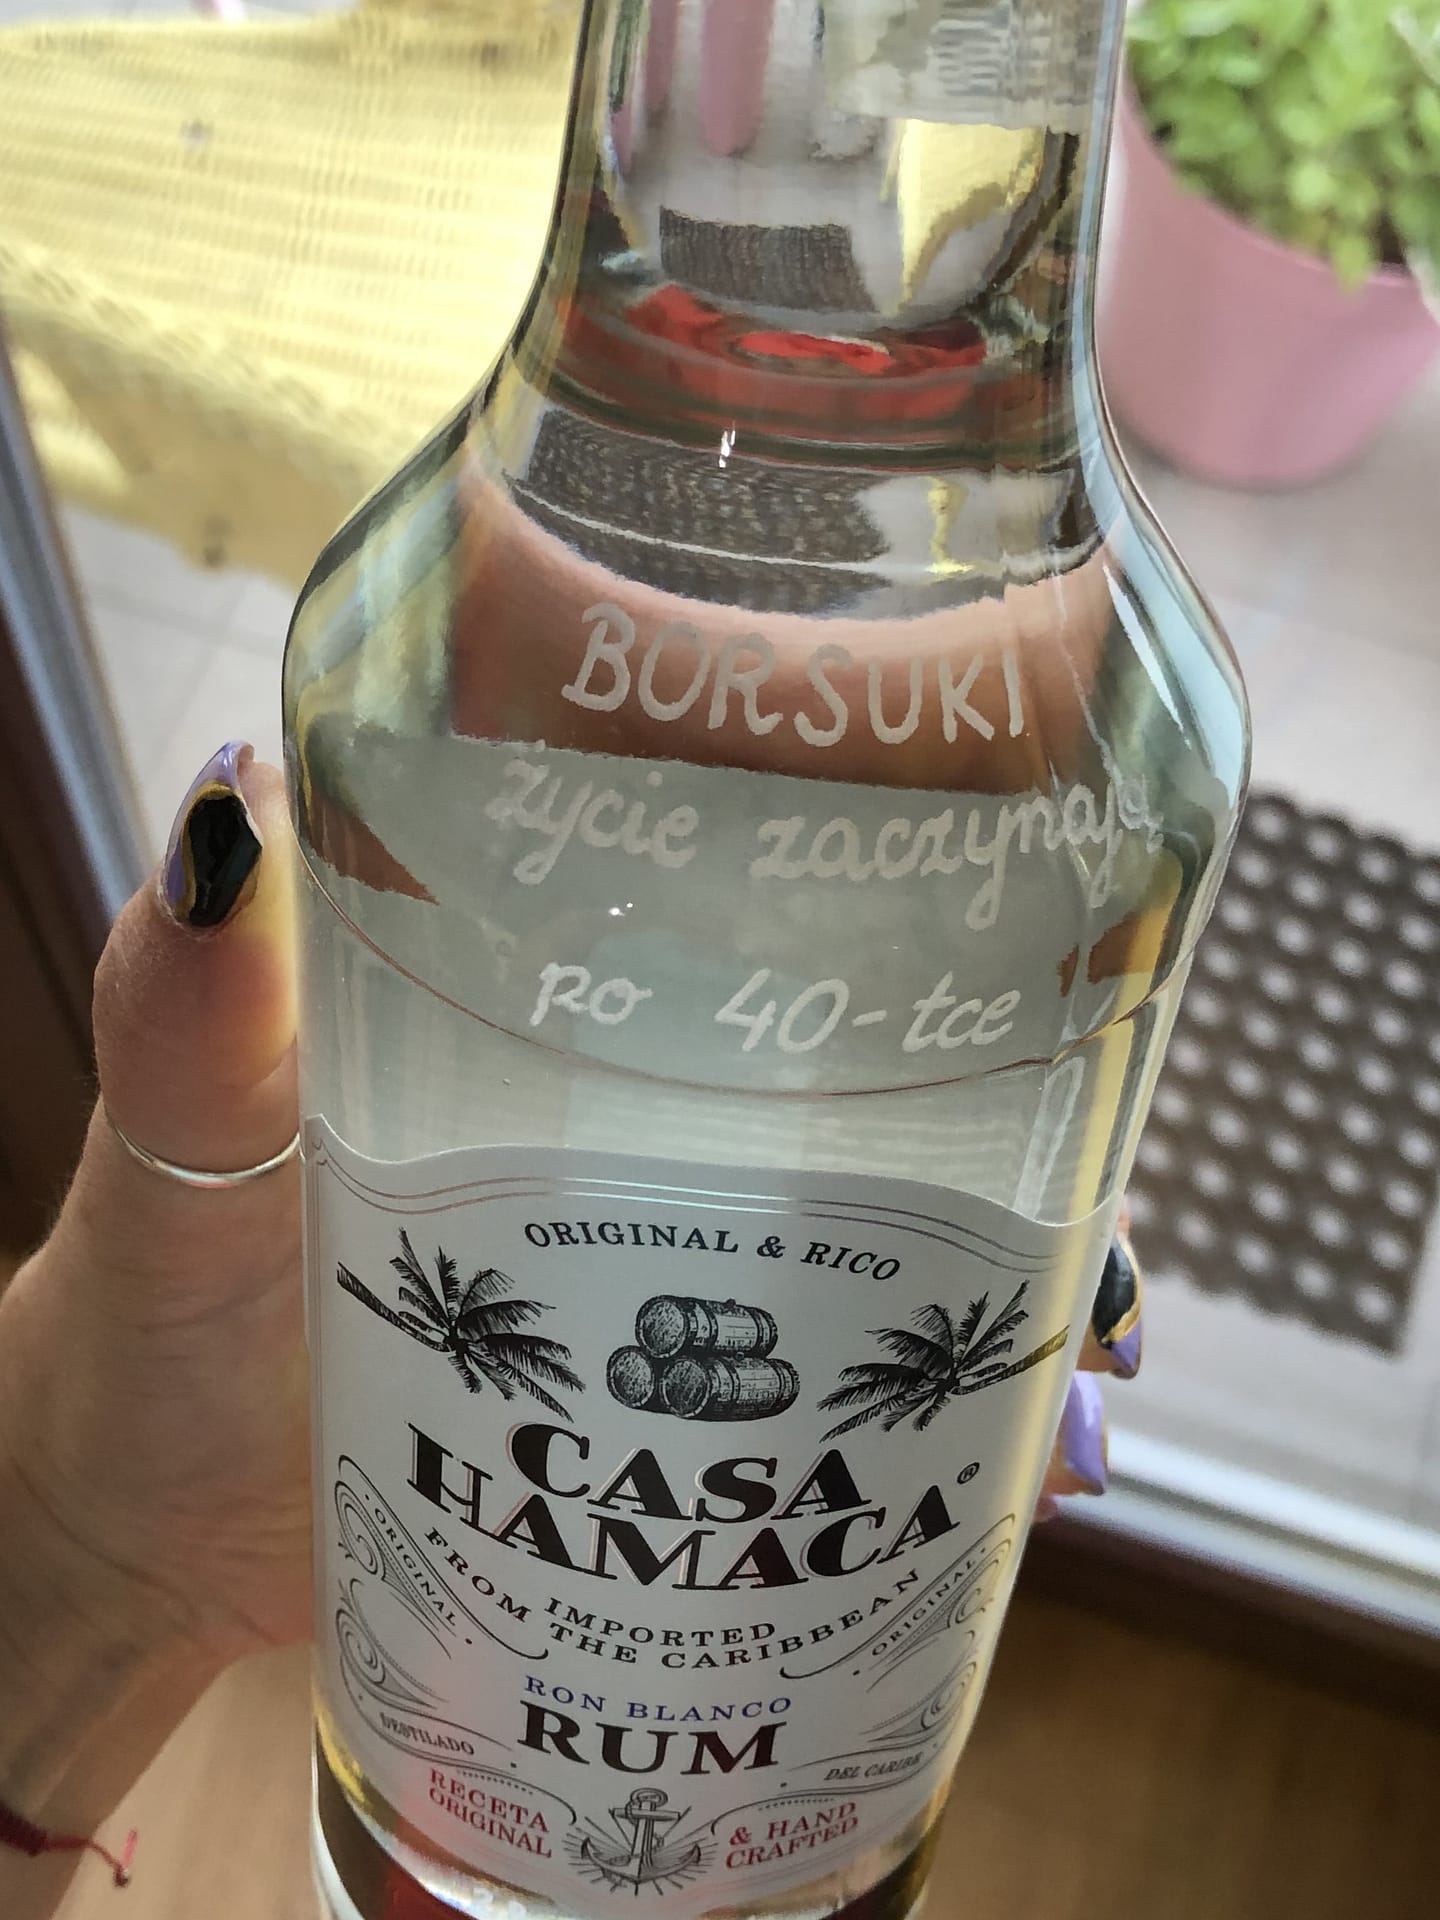 BORSUKI
życie zaczynają
po 40-tce
ORIGINAL & RICO
CASA
HAMACA®
IMPORTED
FROM THE CARIBBEAN
ORIGINAL
ORIGINAL
RON BLANCO
RUM
DESTILADO
DEL CARIBE
RECETA
ORIGINAL
& HAND
CRAFTED